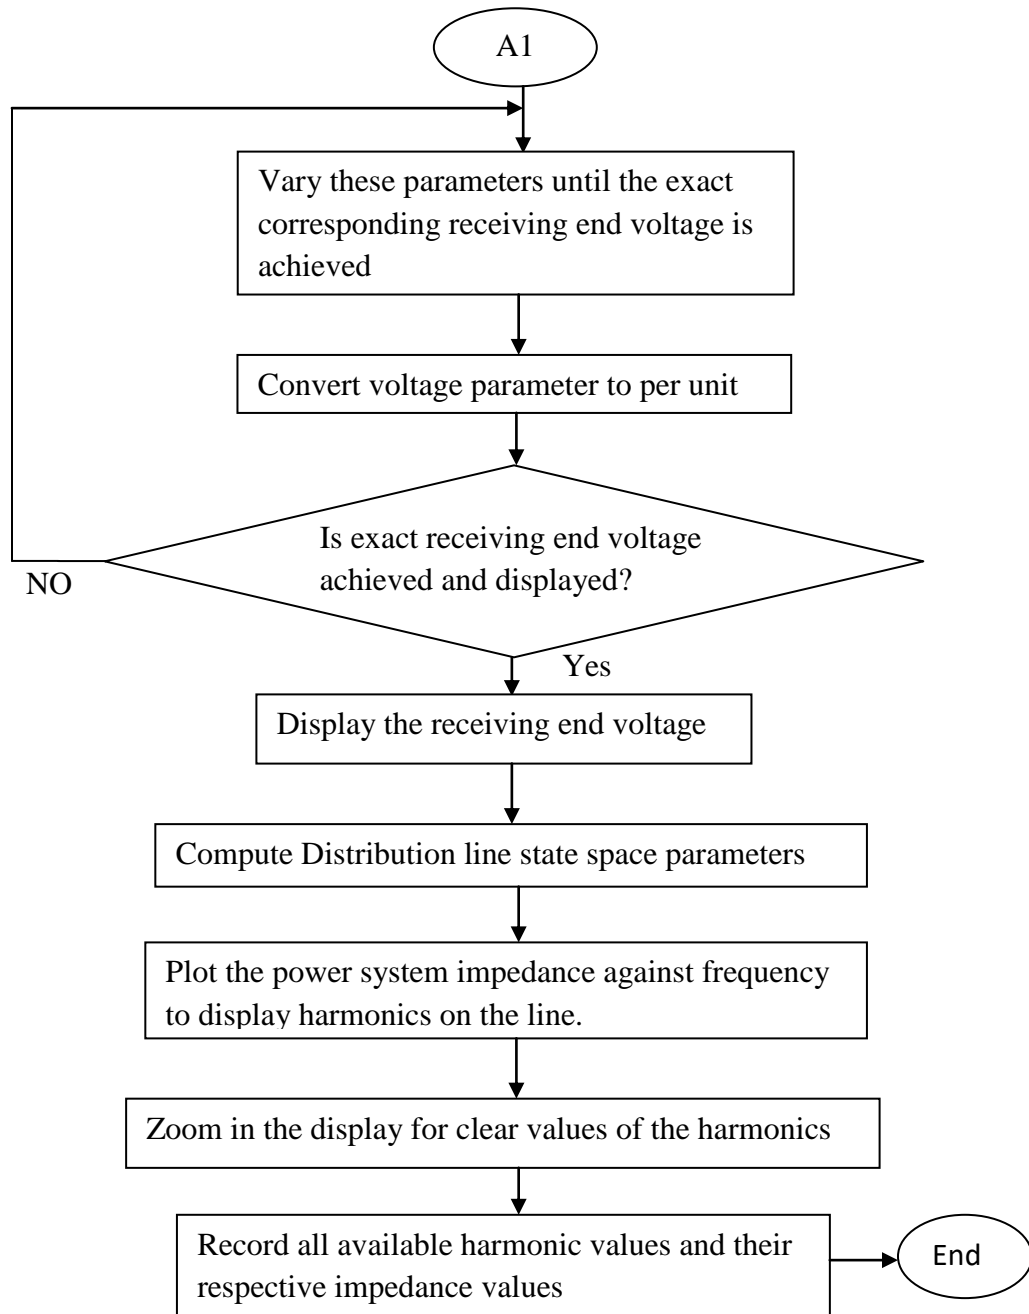 A1
Vary these parameters until the exact
corresponding receiving end voltage is
achieved
Convert voltage parameter to per unit
Is exact receiving end voltage
achieved and displayed?
NO
Yes
Display the receiving end voltage
Compute Distribution line state space parameters
Plot the power system impedance against frequency
to display harmonics on the line.
Zoom in the display for clear values of the harmonics
Record all available harmonic values and their
respective impedance values
End